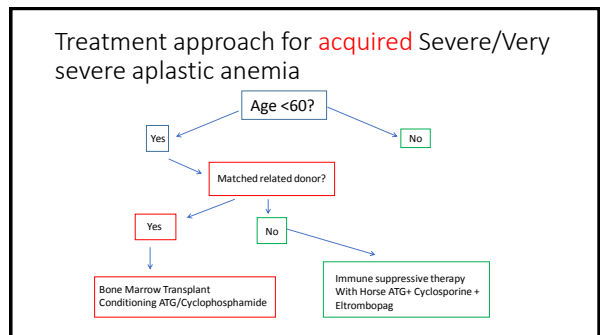 Treatment approach for acquired Severe/Very
severe aplastic anemia
Age <60?
Yes
No
Matched related donor?
Yes
No
Bone Marrow Transplant
Conditioning ATG/Cyclophosphamide
Immune suppressive therapy
With Horse ATG+ Cyclosporine +
Eltrombopag